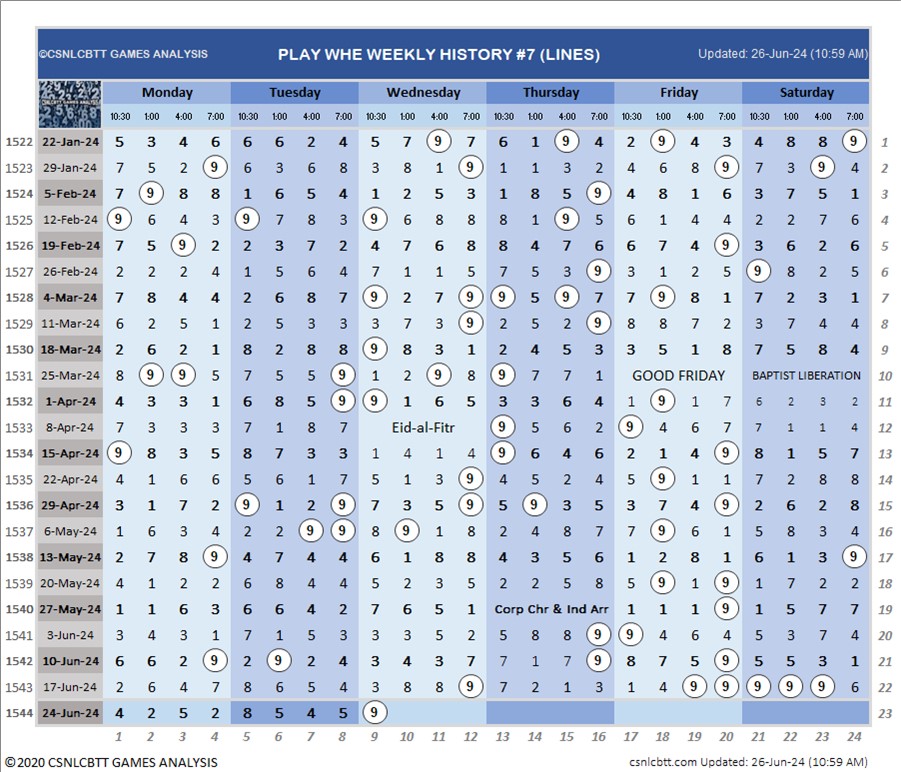 ©CSNLCBTT GAMES ANALYSIS PLAY WHE WEEKLY HISTORY #7 (LINES) Updated: 26-Jun-24 (10:59 AM)
Monday Tuesday Wednesday Thursday Friday Saturday
10:30 1:00 4:00 7:00 10:30 1:00 4:00 7:00 10:30 1:00 4:00 7:00 10:30 1:00 4:00 7:00 10:30 1:00 4:00 7:00 10:30 1:00 4:00 7:00
1522 22-Jan-24 5 3 4 6 6 6 2 4 5 7 9 7 6 1 9 4 2 9 4 3 4 8 8 9 1
1523 29-Jan-24 7 5 2 9 6 3 6 8 3 8 1 9 1 1 3 2 4 6 8 9 7 3 9 4 2
1524 5-Feb-24 7 9 8 8 1 6 5 4 1 2 5 3 1 8 5 9 4 8 1 6 3 7 5 1 3
1525 12-Feb-24 9 6 4 3 9 7 8 3 9 6 8 8 8 1 9 5 6 1 4 4 2 2 7 6 4
1526 19-Feb-24 7 5 9 2 2 3 7 2 4 7 6 8 8 4 7 6 6 7 4 9 3 6 2 6 5
1527 26-Feb-24 2 2 2 4 1 5 6 4 7 1 1 5 7 5 3 9 3 1 2 5 9 8 2 5 6
1528 4-Mar-24 7 8 4 4 2 6 8 7 9 2 7 9 9 5 9 7 7 9 8 1 7 2 3 1 7
1529 11-Mar-24 6 2 5 1 2 5 3 3 3 7 3 9 2 5 2 9 8 8 7 2 3 7 4 4 8
1530 18-Mar-24 2 6 2 1 8 2 8 8 9 8 3 1 2 4 5 3 3 5 1 8 7 5 8 4 9
1531 25-Mar-24 8 9 9 5 7 5 5 9 1 2 9 8 9 7 7 1 GOOD FRIDAY BAPTIST LIBERATION 10
1532 1-Apr-24 4 3 3 1 6 8 5 9 9 1 6 5 3 3 6 4 1 9 1 7 6 2 3 2 11
1533 8-Apr-24 7 3 3 3 7 1 8 7 Eid-al-Fitr 9 5 6 2 9 4 6 7 7 1 1 4 12
1534 15-Apr-24 9 8 3 5 8 7 3 3 1 4 1 4 9 6 4 6 2 1 4 9 8 1 5 7 13
1535 22-Apr-24 4 1 6 6 5 6 1 7 5 3 2 9 4 5 2 4 5 9 1 1 7 2 8 8 14
1536 29-Apr-24 3 1 7 2 9 1 2 9 7 3 5 9 5 9 3 5 3 7 4 9 2 6 2 8 15
1537 6-May-24 1 6 3 4 2 2 9 9 8 9 1 8 2 4 8 7 7 9 6 1 5 8 3 4 16
1538 13-May-24 2 7 8 9 4 7 4 4 6 1 8 8 4 3 5 6 1 2 8 1 6 1 3 9 17
1539 20-May-24 4 1 2 2 6 8 4 4 5 2 3 5 2 2 5 8 5 9 1 9 1 7 2 2 18
1540 27-May-24 1 1 6 3 6 6 4 2 7 6 5 1 Corp Chr & Ind Arr 1 1 1 9 1 5 7 7 19
1541 3-Jun-24 3 4 3 1 7 1 5 3 3 3 5 2 5 8 8 9 9 4 6 4 5 3 7 4 20
1542 10-Jun-24 6 6 2 9 2 9 2 4 3 4 3 7 7 1 7 9 8 7 5 9 5 5 3 1 21
1543 17-Jun-24 2 6 4 7 8 6 5 4 3 8 8 9 7 2 1 3 1 4 9 9 9 9 9 6 22
1544 24-Jun-24 4 2 5 2 8 5 4 5 9 23
1 2 3 4 5 6 7 8 9 10 11 12 13 14 15 16 17 18 19 20 21 22 23 24
©2020 CSNLCBTT GAMES ANALYSIS csnlcbtt.com Updated: 26-Jun-24 (10:59 AM)